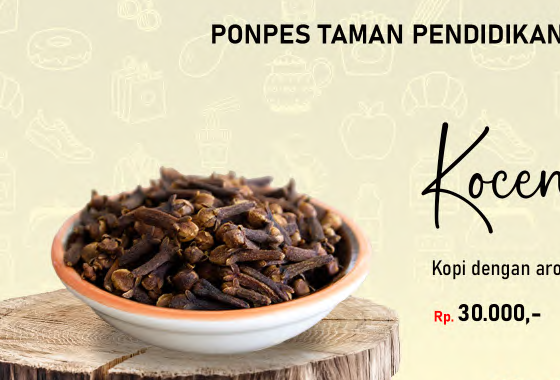 PONPES TAMAN PENDIDIKAN
Kocen
Kopi dengan aro
Rp. 30.000,-